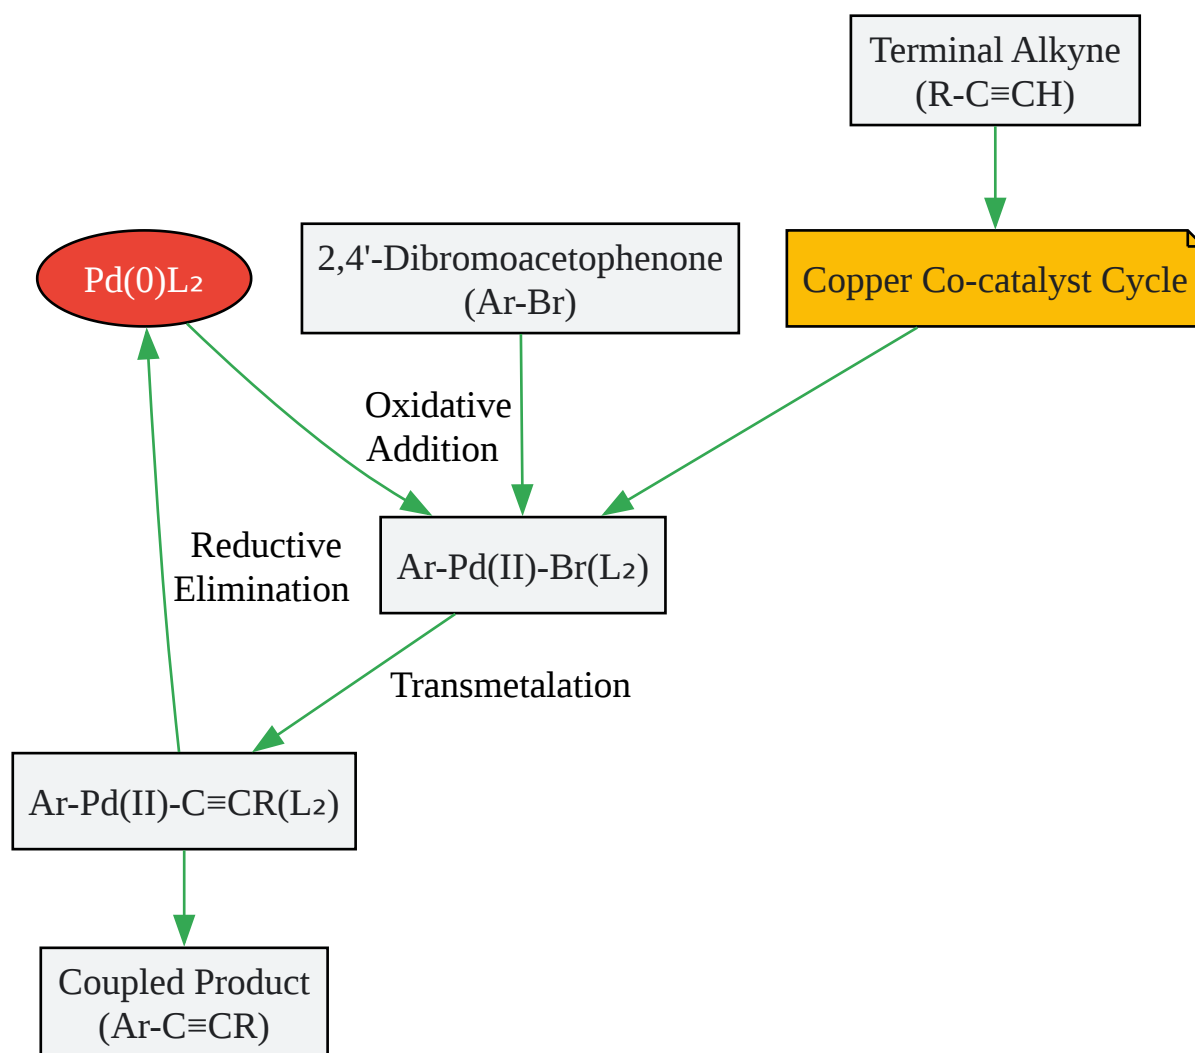 Terminal Alkyne
(R-C≡CH)
Pd(0)L₂
2,4'-Dibromoacetophenone
(Ar-Br)
Copper Co-catalyst Cycle
Oxidative
Addition
Reductive
Elimination
Ar-Pd(II)-Br(L₂)
Transmetalation
Ar-Pd(II)-C≡CR(L₂)
Coupled Product
(Ar-C≡CR)